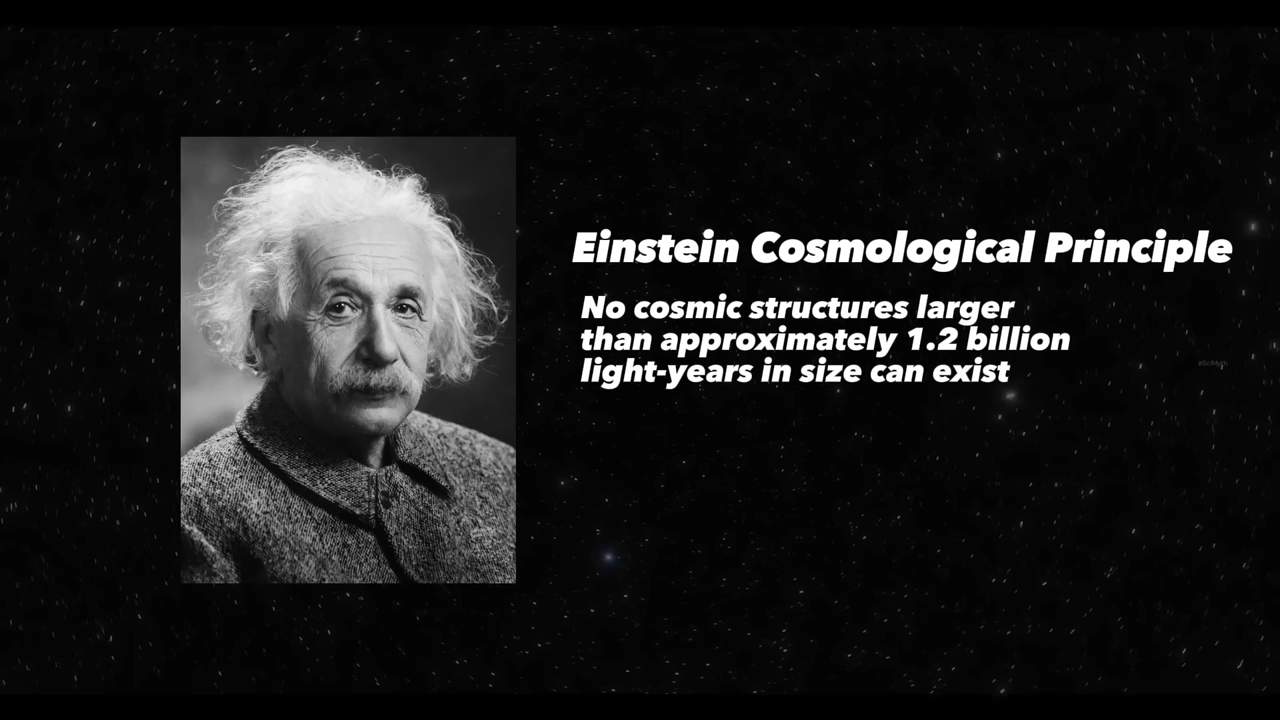 Einstein Cosmological Principle
No cosmic structures larger
than approximately 1.2 billion
light-years in size can exist